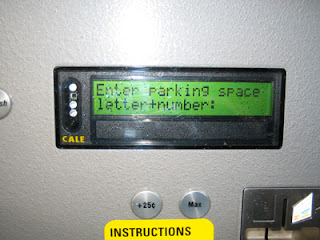 Enter parking space
letter+number:
CALE
+25¢
Max
INSTRUCTIONS